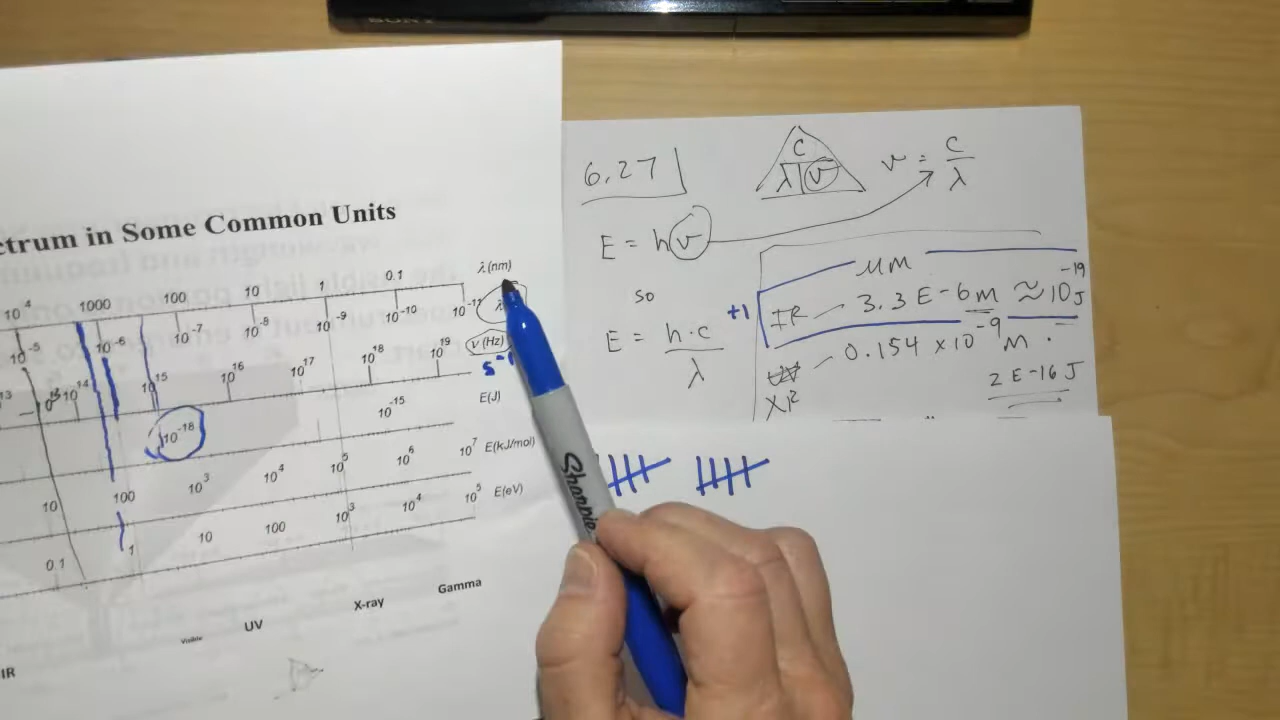 SONY
ctrum in Some Common Units
10⁴ 1000 100 10 1 0.1 λ(nm)
10⁻⁵ 10⁻⁶ 10⁻⁷ 10⁻⁸ 10⁻⁹ 10⁻¹⁰ 10⁻¹¹ λ
13 10¹⁴ 10¹⁵ 10¹⁶ 10¹⁷ 10¹⁸ 10¹⁹ ν(Hz)
s⁻¹
10⁻¹⁸ 10⁻¹⁵ E(J)
10 100 10³ 10⁴ 10⁵ 10⁶ 10⁷ E(kJ/mol)
0.1 1 10 100 10³ 10⁴ 10⁵ E(eV)
IR Visible UV X-ray Gamma
6.27
C
λ ν
ν = C/λ
E = hν
so
E = h·c/λ
μm
+1 IR — 3.3 E-6 m ≈ 10⁻¹⁹ J
0.154 × 10⁻⁹ m
2 E-16 J
Sharpie